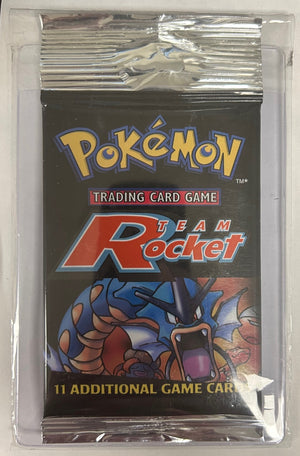 POKéMON
TM®
TRADING CARD GAME
TEAM
Rocket
11 ADDITIONAL GAME CARDS